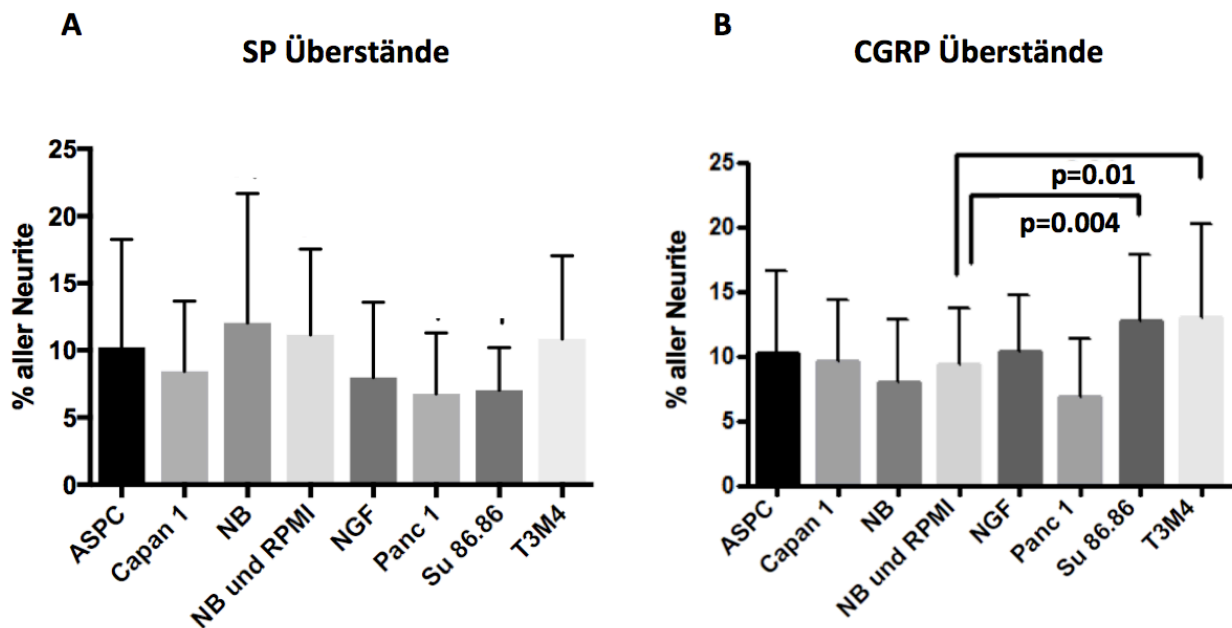 A
SP Überstände
% aller Neurite
25
20
15
10
5
0
ASPC
Capan 1
NB
NB und RPMI
NGF
Panc 1
Su 86.86
T3M4
B
CGRP Überstände
% aller Neurite
25
20
15
10
5
0
p=0.01
p=0.004
ASPC
Capan 1
NB
NB und RPMI
NGF
Panc 1
Su 86.86
T3M4